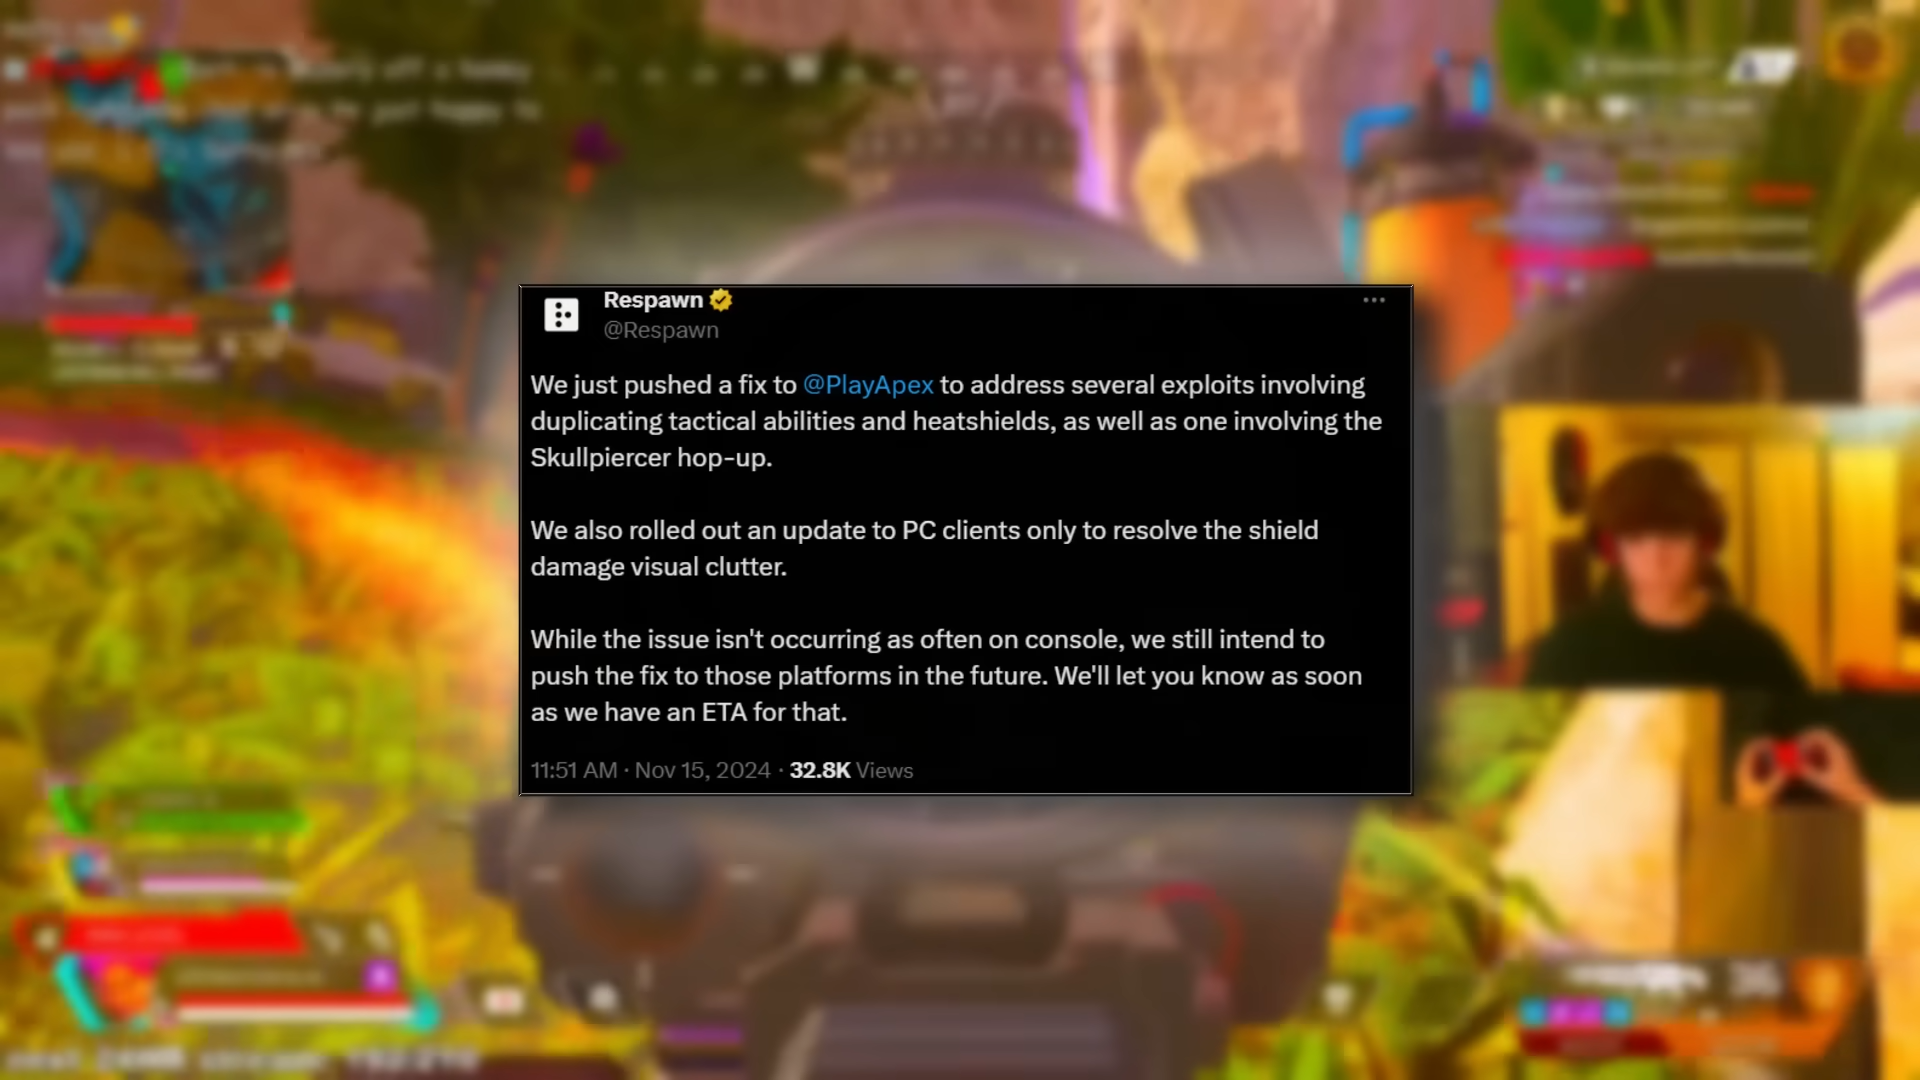 Respawn
@Respawn
We just pushed a fix to @PlayApex to address several exploits involving
duplicating tactical abilities and heatshields, as well as one involving the
Skullpiercer hop-up.
We also rolled out an update to PC clients only to resolve the shield
damage visual clutter.
While the issue isn't occurring as often on console, we still intend to
push the fix to those platforms in the future. We'll let you know as soon
as we have an ETA for that.
11:51 AM · Nov 15, 2024 · 32.8K Views